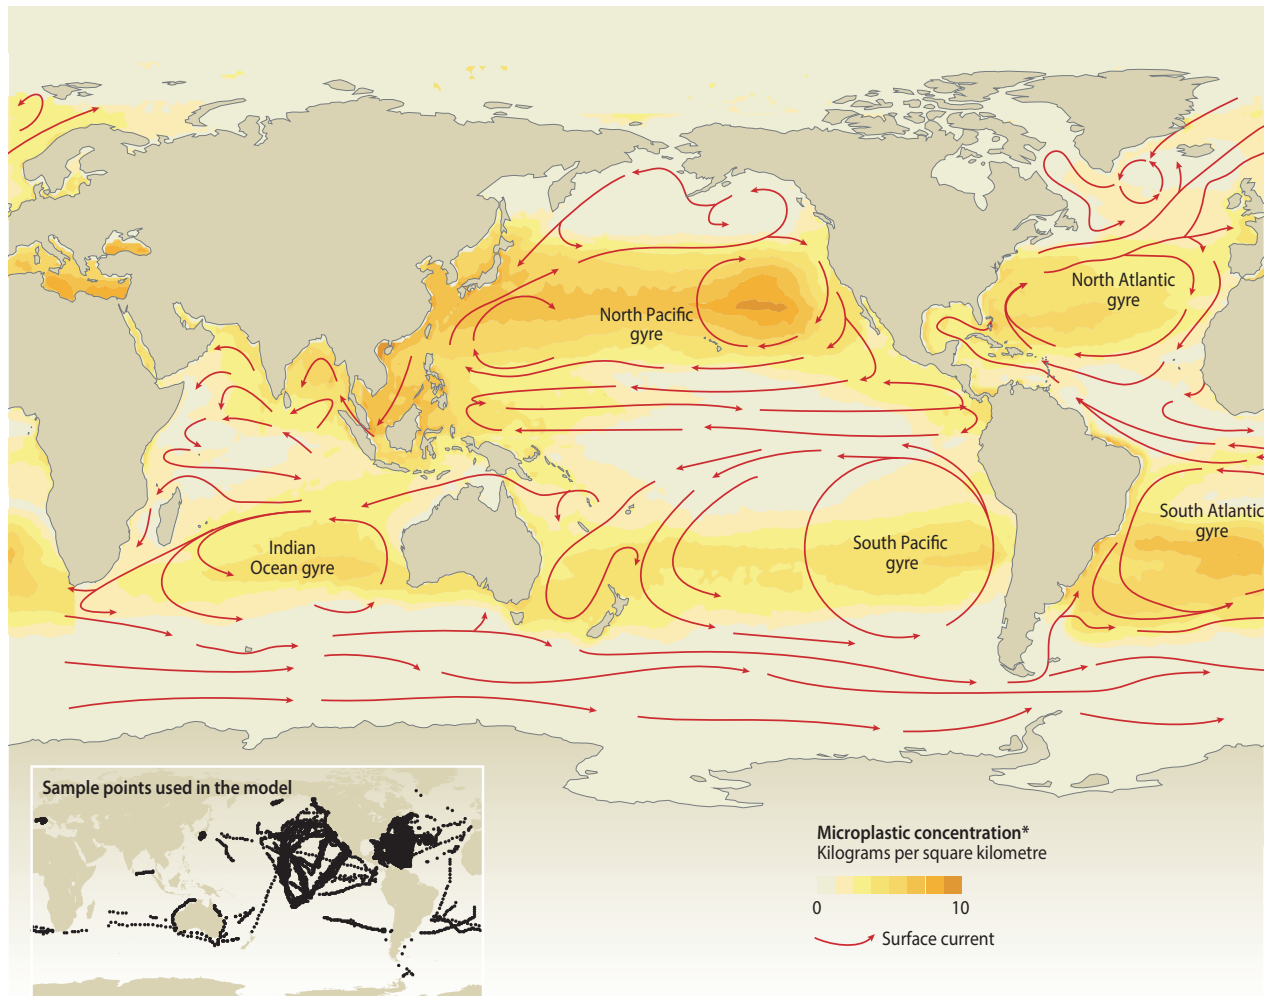 North Pacific
gyre
North Atlantic
gyre
Indian
Ocean gyre
South Pacific
gyre
South Atlantic
gyre
Sample points used in the model
Microplastic concentration*
Kilograms per square kilometre
0
10
Surface current